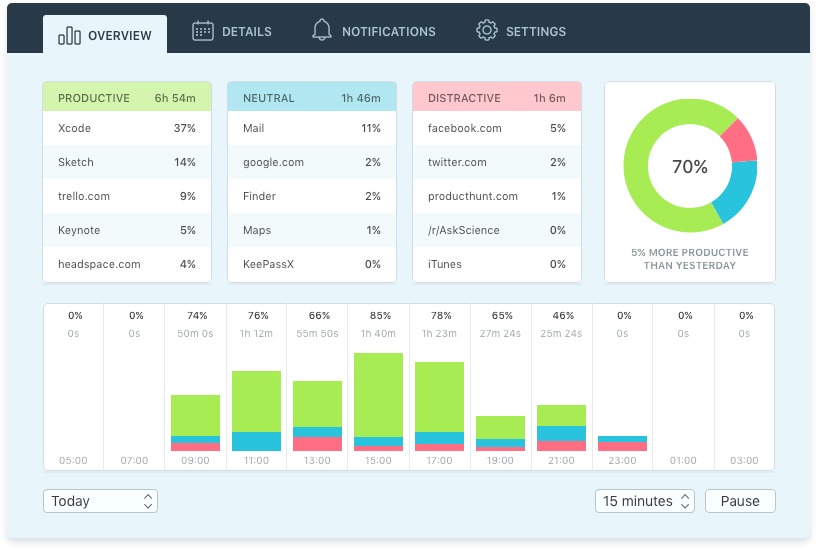 OVERVIEW DETAILS NOTIFICATIONS SETTINGS
PRODUCTIVE 6h 54m
Xcode 37%
Sketch 14%
trello.com 9%
Keynote 5%
headspace.com 4%
NEUTRAL 1h 46m
Mail 11%
google.com 2%
Finder 2%
Maps 1%
KeePassX 0%
DISTRACTIVE 1h 6m
facebook.com 5%
twitter.com 2%
producthunt.com 1%
/r/AskScience 0%
iTunes 0%
70%
5% MORE PRODUCTIVE
THAN YESTERDAY
0% 0% 74% 76% 66% 85% 78% 65% 46% 0% 0% 0%
0s 0s 50m 0s 1h 12m 55m 50s 1h 40m 1h 23m 27m 24s 25m 24s 0s 0s 0s
05:00 07:00 09:00 11:00 13:00 15:00 17:00 19:00 21:00 23:00 01:00 03:00
Today 15 minutes Pause